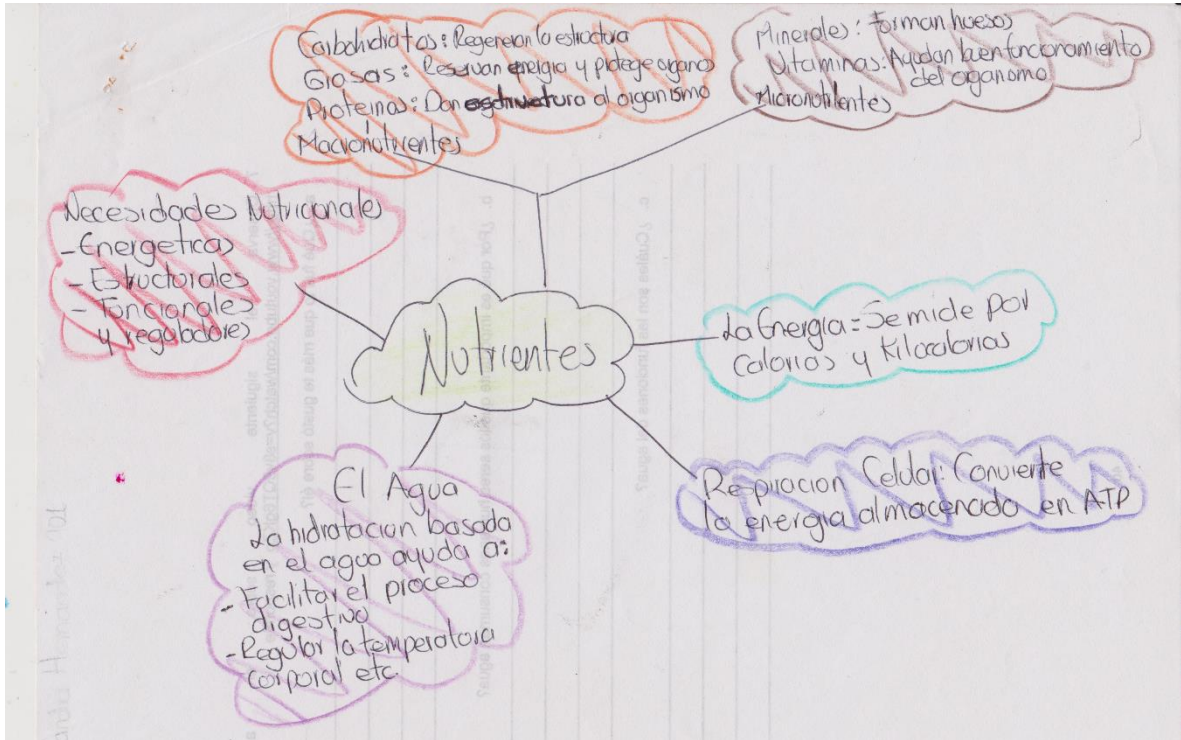 Carbohidratos: Regeneran la estructura
Grasas: Reservan energia y protege organos
Proteinas: Dan estructura al organismo
Macronutrientes
Minerales: Forman huesos
Vitaminas: Ayudan buen funcionamiento
del organismo
Micronutrientes
Necesidades Nutricionales
- Energeticas
- Estructurales
- Funcionales
y regaladores
Nutrientes
La Energia = Se mide por
Calorias y Kilocalorias
Respiracion Celular: Convierte
la energia almacenada en ATP
El Agua
La hidratacion basada
en el agua ayuda a:
- Facilitar el proceso
digestivo
- Regular la temperatura
corporal etc.